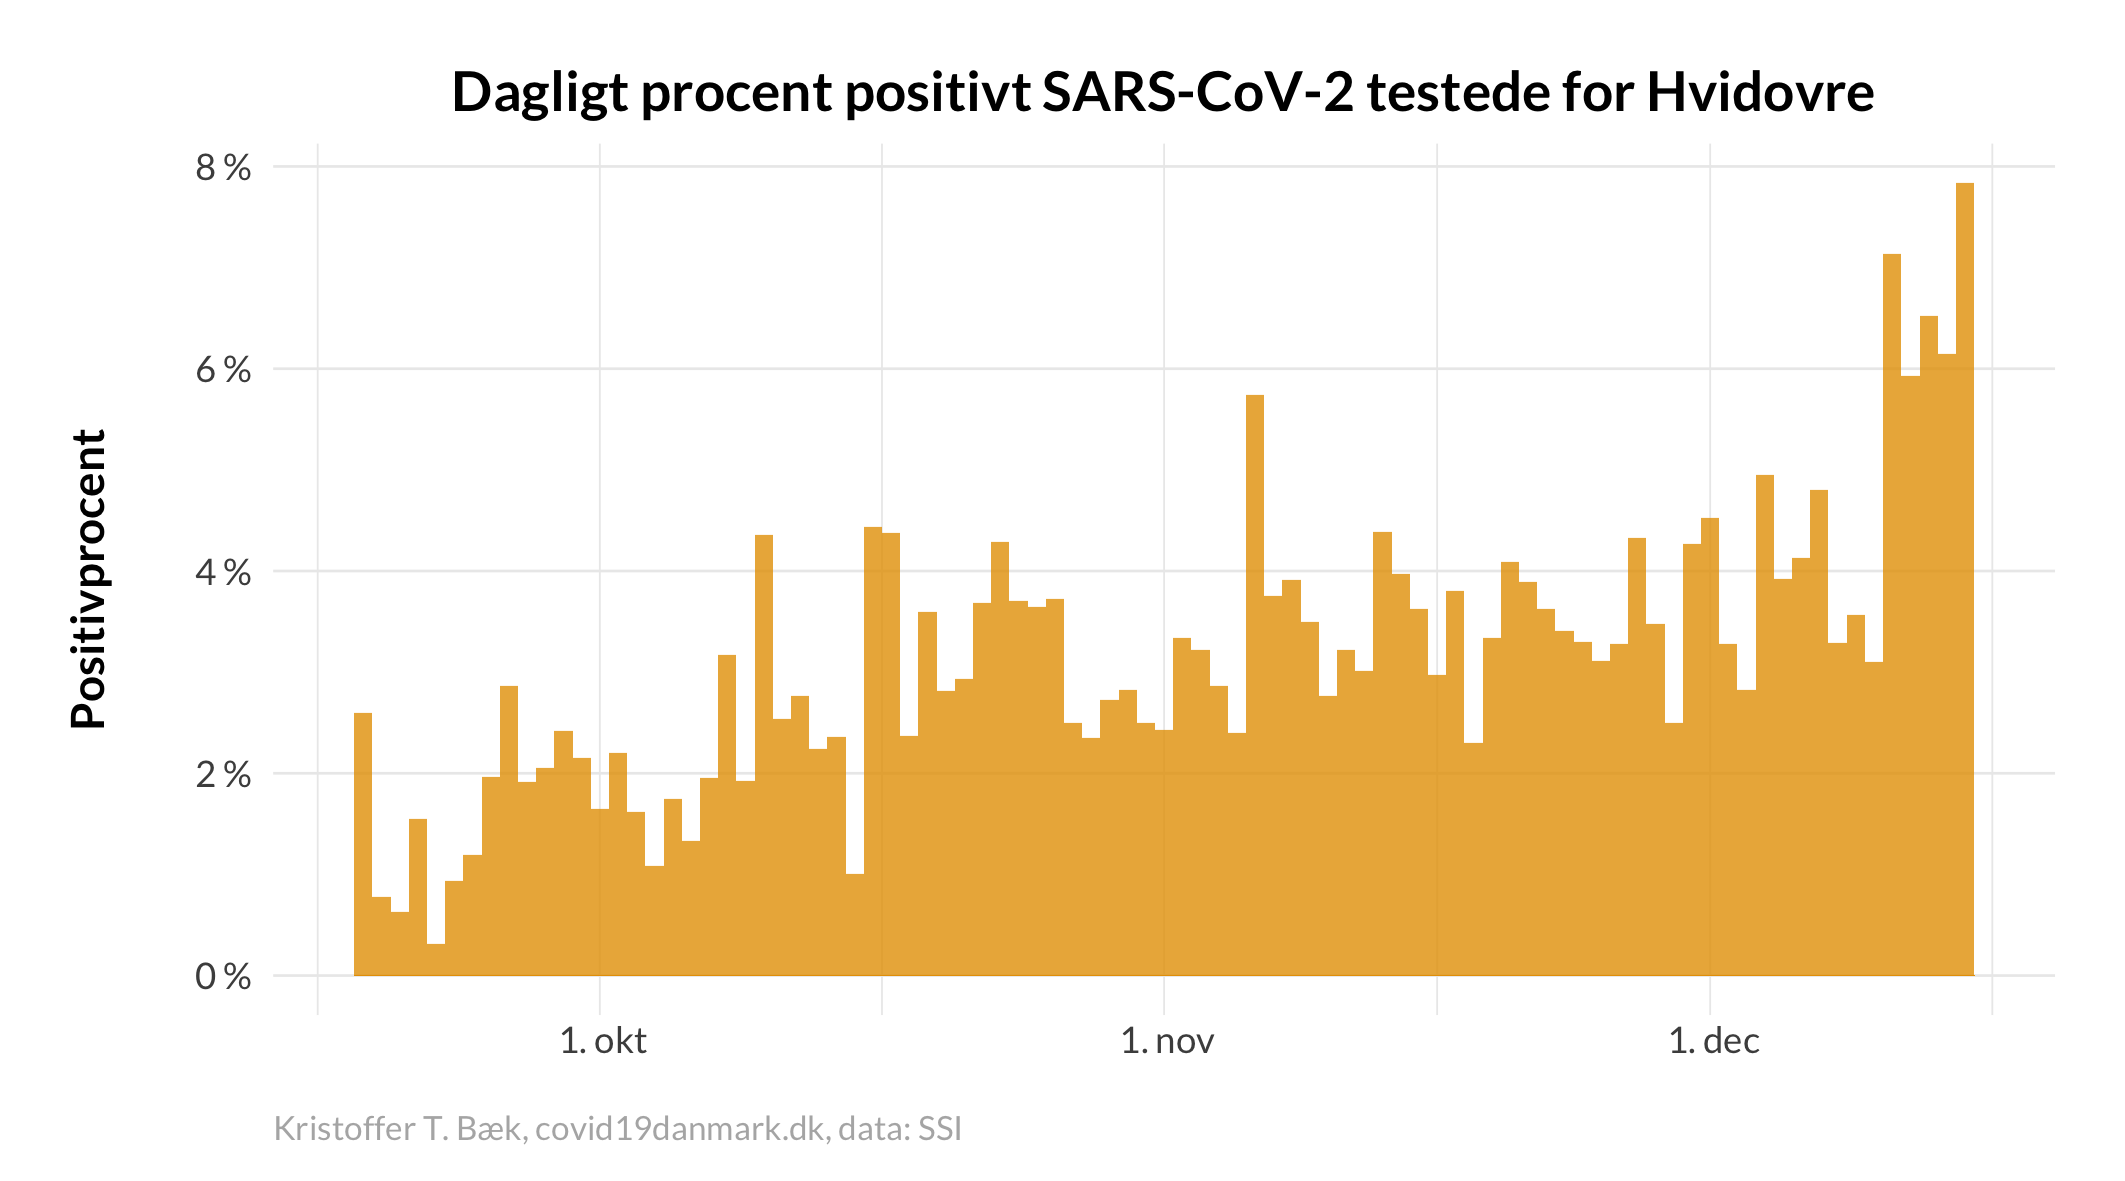 Dagligt procent positivt SARS-CoV-2 testede for Hvidovre
8 %
6 %
4 %
2 %
0 %
Positivprocent
1. okt
1. nov
1. dec
Kristoffer T. Bæk, covid19danmark.dk, data: SSI